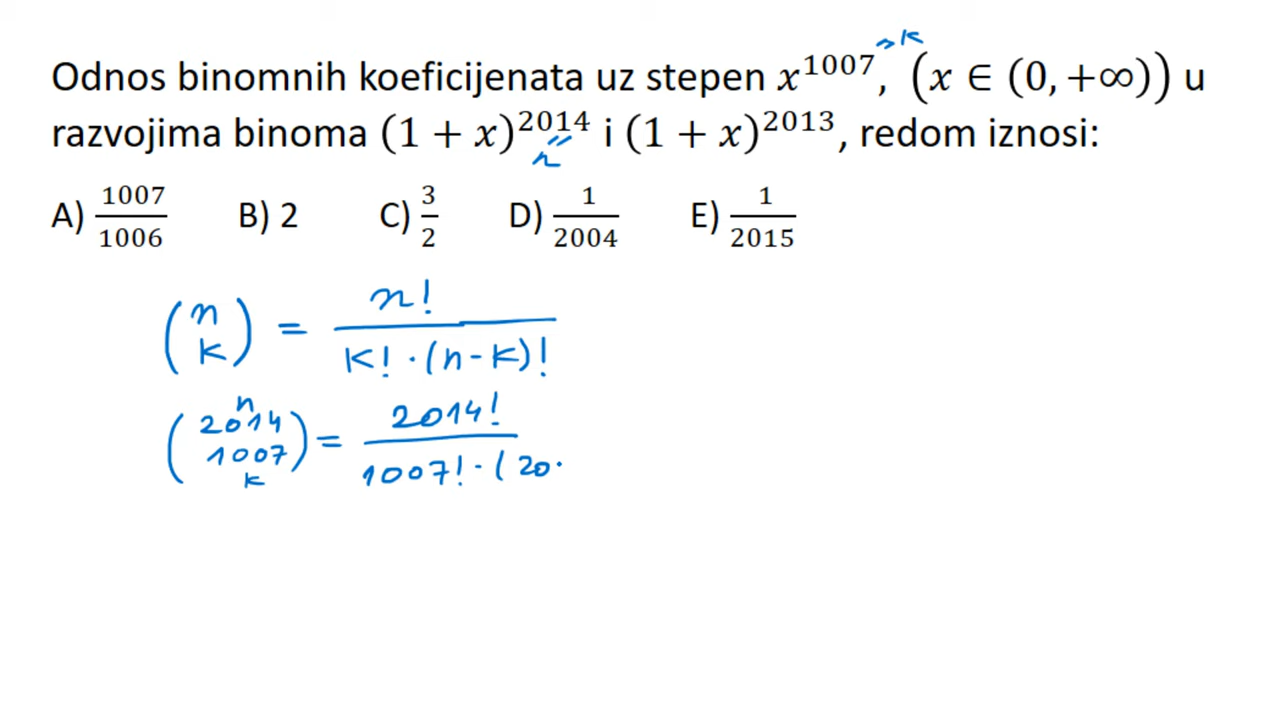 Odnos binomnih koeficijenata uz stepen x^1007, (x ∈ (0, +∞)) u
→ k
razvojima binoma (1 + x)^2014 i (1 + x)^2013, redom iznosi:
n
A) 1007/1006 B) 2 C) 3/2 D) 1/2004 E) 1/2015
(n k) = n! / (k! · (n - k)!)
(2014 1007) = 2014! / (1007! · (20
n
k